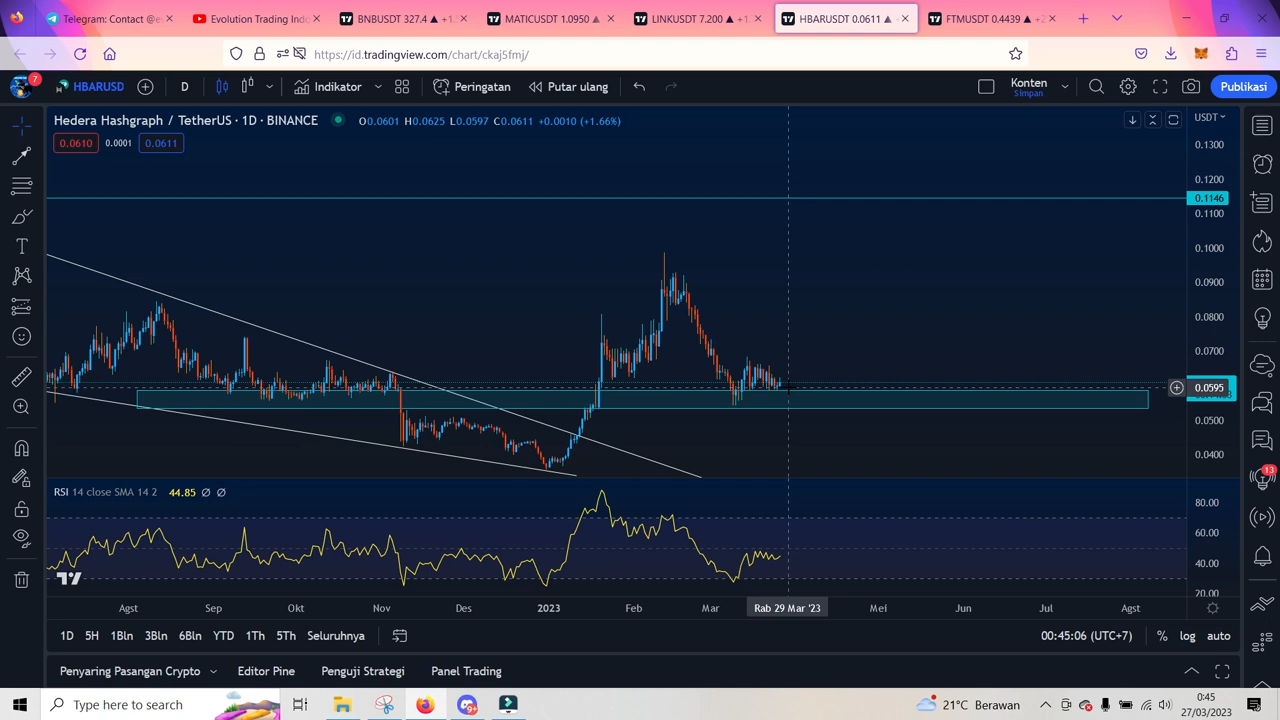 Telegram: Contact @e
Evolution Trading Ind
BNBUSDT 327.4 ▲ +1.
MATICUSDT 1.0950 ▲
LINKUSDT 7.200 ▲ +1.
HBARUSDT 0.0611 ▲
FTMUSDT 0.4439 ▲ +2
https://id.tradingview.com/chart/ckaj5fmj/
7
HBARUSD
D
Indikator
Peringatan
Putar ulang
Konten
Simpan
Publikasi
Hedera Hashgraph / TetherUS · 1D · BINANCE
O0.0601 H0.0625 L0.0597 C0.0611 +0.0010 (+1.66%)
USDT
0.0610
0.0001
0.0611
0.1300
0.1200
0.1146
0.1100
0.1000
0.0900
0.0800
0.0700
0.0595
0.0500
0.0400
RSI 14 close SMA 14 2 44.85 Ø Ø
80.00
60.00
40.00
20.00
13
Agst
Sep
Okt
Nov
Des
2023
Feb
Mar
Rab 29 Mar '23
Mei
Jun
Jul
Agst
1D
5H
1Bln
3Bln
6Bln
YTD
1Th
5Th
Seluruhnya
00:45:06 (UTC+7)
%
log
auto
Penyaring Pasangan Crypto
Editor Pine
Penguji Strategi
Panel Trading
Type here to search
21°C Berawan
0:45
27/03/2023